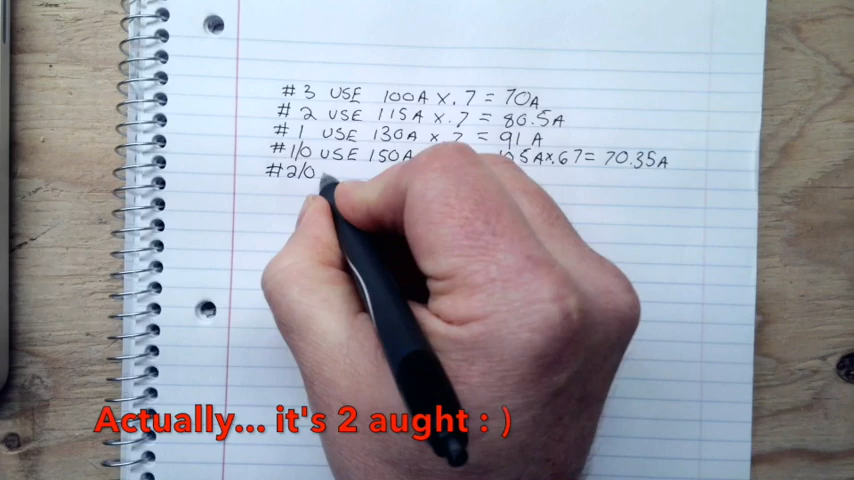 #3 USE 100A X.7 = 70A
#2 USE 115A X.7 = 80.5A
#1 USE 130A X.7 = 91A
#1/0 USE 150A 105A X.67 = 70.35A
#2/0
Actually... it's 2 aught : )